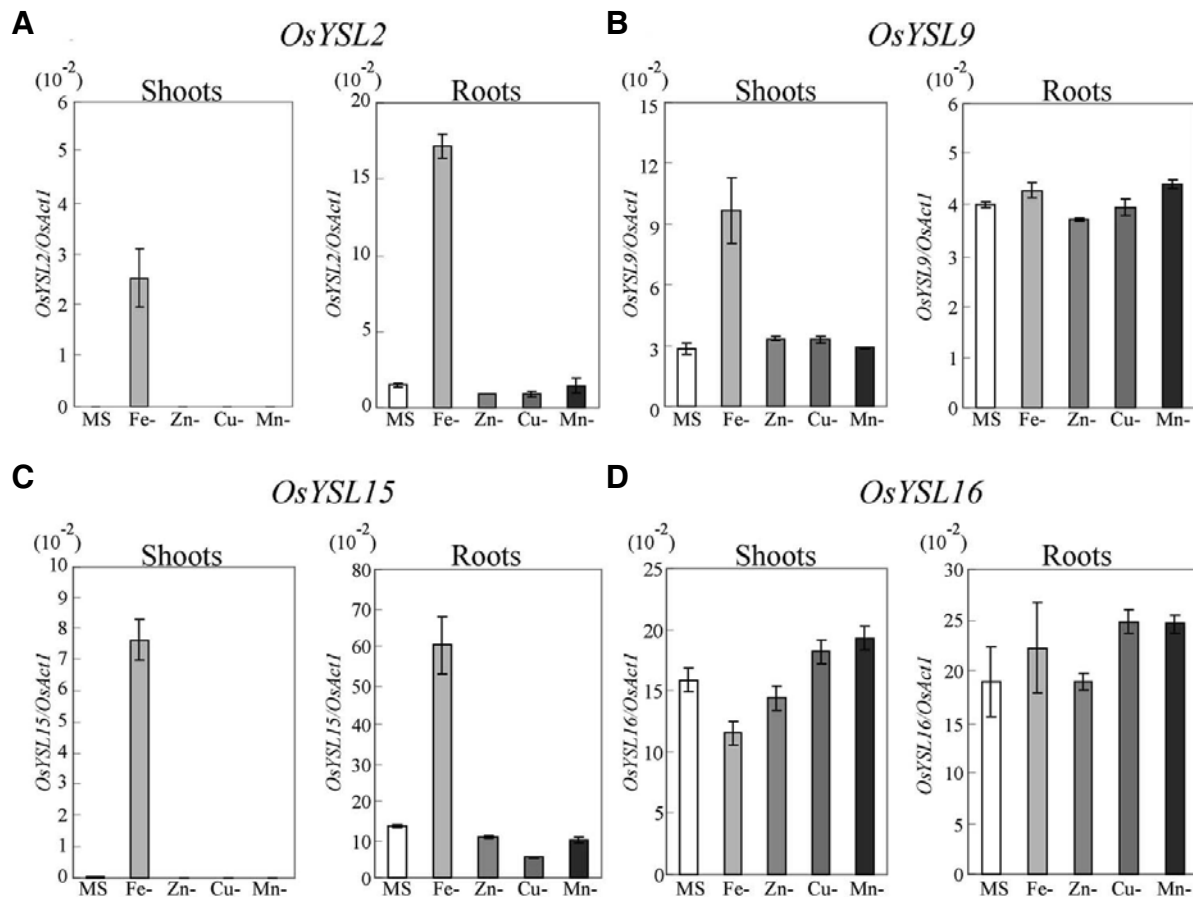 A
OsYSL2
(10-2)
Shoots
6
5
4
3
2
1
0
OsYSL2/OsAct1
MS Fe- Zn- Cu- Mn-
(10-2)
Roots
20
15
10
5
0
OsYSL2/OsAct1
MS Fe- Zn- Cu- Mn-
B
OsYSL9
(10-2)
Shoots
15
12
9
6
3
0
OsYSL9/OsAct1
MS Fe- Zn- Cu- Mn-
(10-2)
Roots
6
5
4
3
2
1
0
OsYSL9/OsAct1
MS Fe- Zn- Cu- Mn-
C
OsYSL15
(10-2)
Shoots
10
9
8
7
6
5
4
3
2
1
0
OsYSL15/OsAct1
MS Fe- Zn- Cu- Mn-
(10-2)
Roots
80
70
60
50
40
30
20
10
0
OsYSL15/OsAct1
MS Fe- Zn- Cu- Mn-
D
OsYSL16
(10-2)
Shoots
25
20
15
10
5
0
OsYSL16/OsAct1
MS Fe- Zn- Cu- Mn-
(10-2)
Roots
30
25
20
15
10
5
0
OsYSL16/OsAct1
MS Fe- Zn- Cu- Mn-